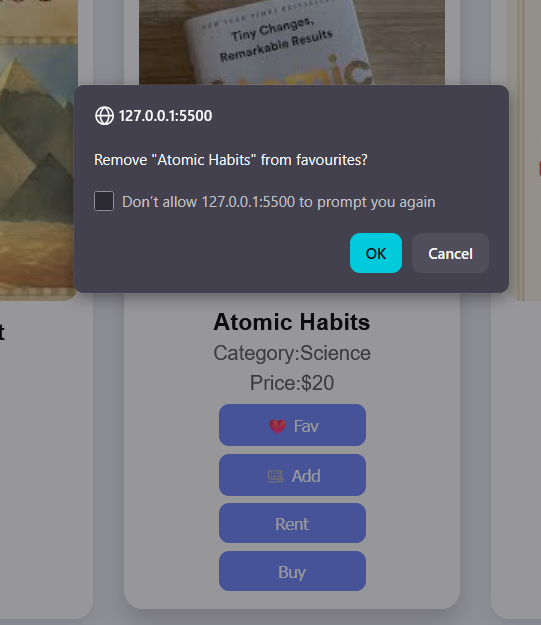 NEW YORK TIMES BESTSELLER
Tiny Changes,
Remarkable Results
Atomic
127.0.0.1:5500
Remove "Atomic Habits" from favourites?
Don't allow 127.0.0.1:5500 to prompt you again
OK
Cancel
t
Atomic Habits
Category:Science
Price:$20
Fav
Add
Rent
Buy